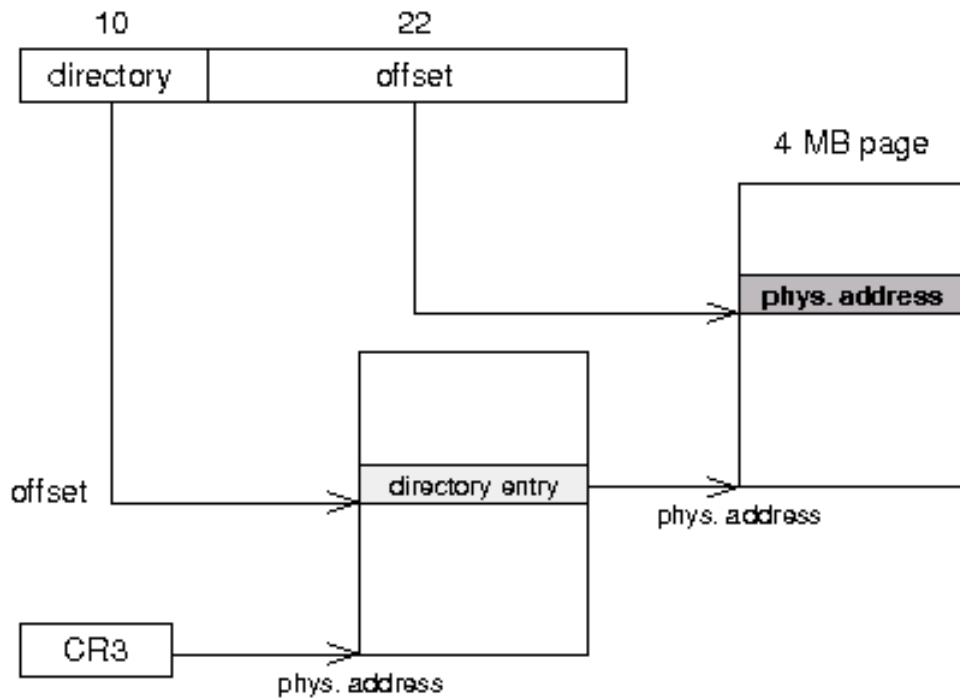 10 22
directory offset
4 MB page
phys. address
directory entry
offset
phys. address
CR3
phys. address